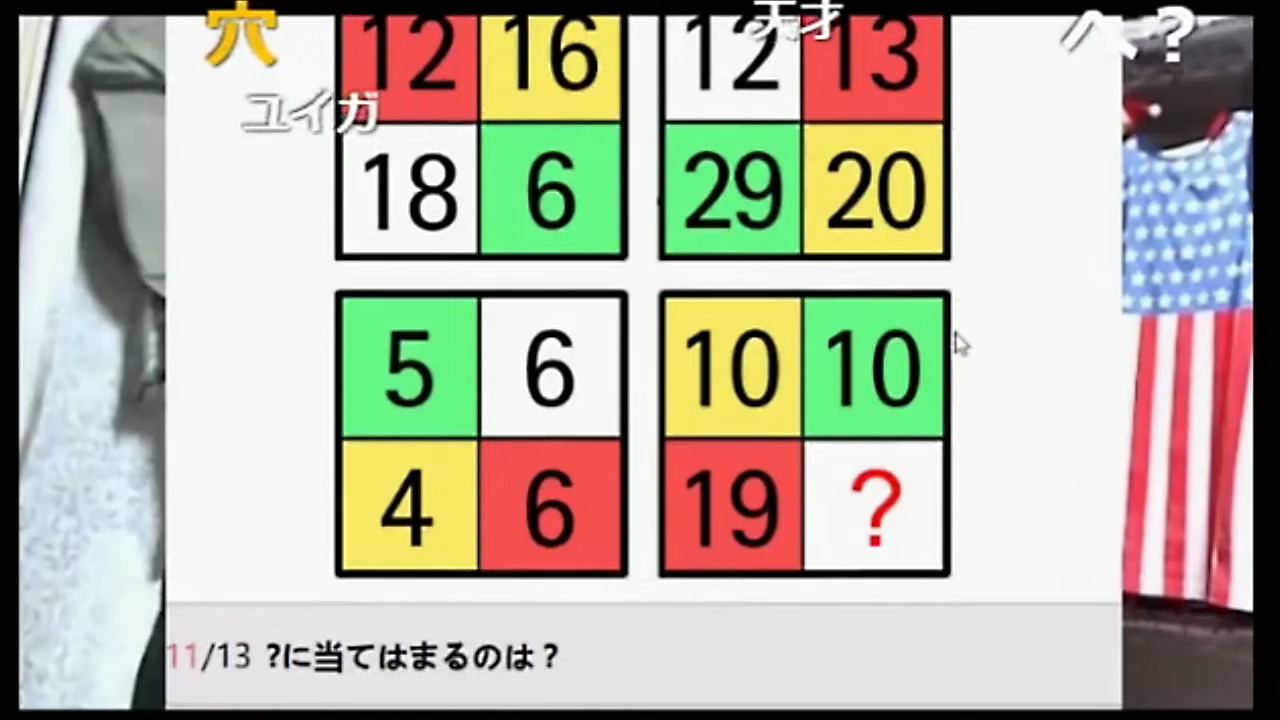 穴 天才 へ?
12 16 12 13
ユイガ
18 6 29 20
5 6 10 10
4 6 19 ?
11/13 ?に当てはまるのは?